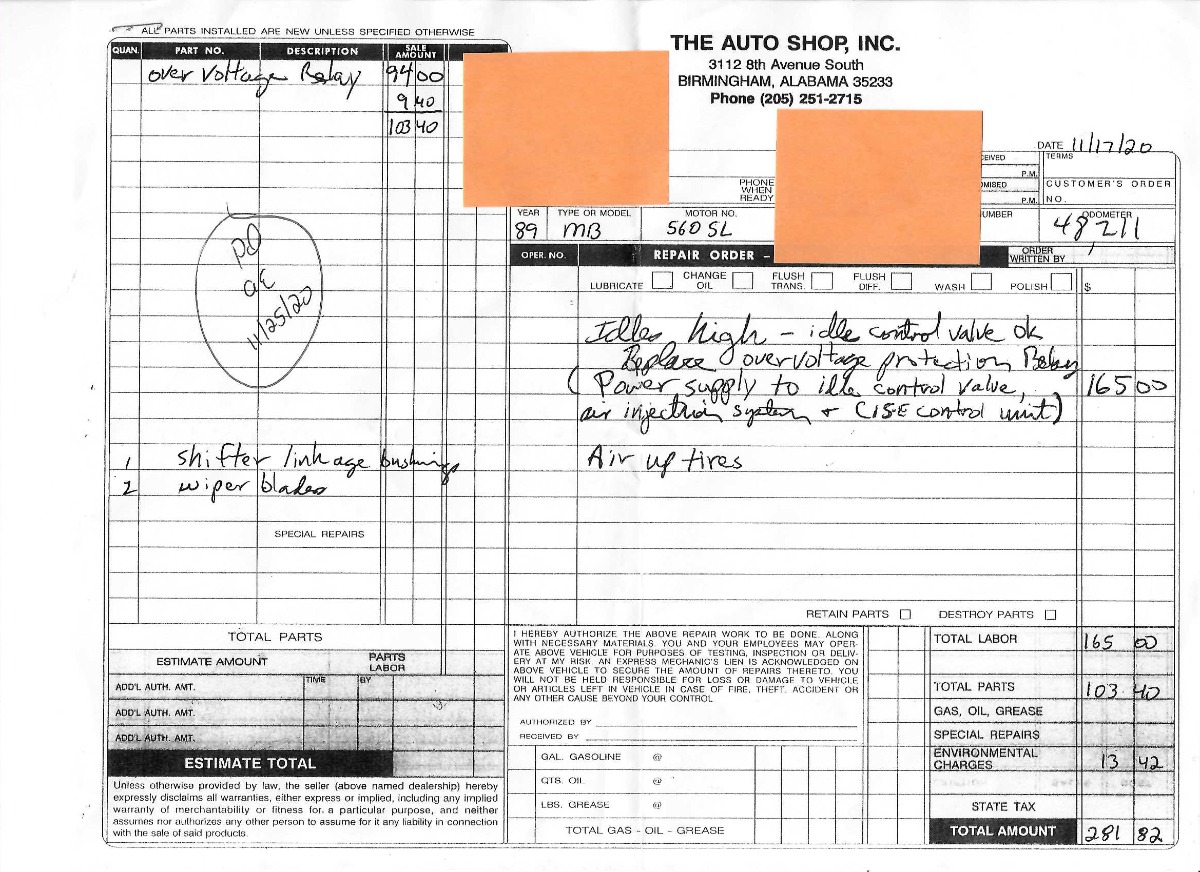 ALL PARTS INSTALLED ARE NEW UNLESS SPECIFIED OTHERWISE
QUAN. PART NO. DESCRIPTION SALE AMOUNT
over voltage Relay 94 00
9 40
103 40
PD
11/25/20
1 shifter linkage bushings
2 wiper blades
SPECIAL REPAIRS
TOTAL PARTS
ESTIMATE AMOUNT PARTS LABOR
TIME BY
ADD'L AUTH. AMT.
ADD'L AUTH. AMT.
ADD'L AUTH. AMT.
ESTIMATE TOTAL
Unless otherwise provided by law, the seller (above named dealership) hereby
expressly disclaims all warranties, either express or implied, including any implied
warranty of merchantability or fitness for a particular purpose, and neither
assumes nor authorizes any other person to assume for it any liability in connection
with the sale of said products.
THE AUTO SHOP, INC.
3112 8th Avenue South
BIRMINGHAM, ALABAMA 35233
Phone (205) 251-2715
DATE 11/17/20
TERMS
P.M.
CUSTOMER'S ORDER
P.M. NO.
PHONE
WHEN
READY
YEAR TYPE OR MODEL MOTOR NO. ODOMETER
89 MB 560 SL 48211
OPER. NO. REPAIR ORDER - ORDER WRITTEN BY
LUBRICATE CHANGE OIL FLUSH TRANS. FLUSH DIFF. WASH POLISH $
Idles high - idle control valve ok
Replace overvoltage protection Relay
(Power supply to idle control valve, 165 00
air injection system + CISE control unit)
Air up tires
RETAIN PARTS DESTROY PARTS
I HEREBY AUTHORIZE THE ABOVE REPAIR WORK TO BE DONE, ALONG
WITH NECESSARY MATERIALS. YOU AND YOUR EMPLOYEES MAY OPER-
ATE ABOVE VEHICLE FOR PURPOSES OF TESTING, INSPECTION OR DELIV-
ERY AT MY RISK. AN EXPRESS MECHANIC'S LIEN IS ACKNOWLEDGED ON
ABOVE VEHICLE TO SECURE THE AMOUNT OF REPAIRS THERETO. YOU
WILL NOT BE HELD RESPONSIBLE FOR LOSS OR DAMAGE TO VEHICLE
OR ARTICLES LEFT IN VEHICLE IN CASE OF FIRE, THEFT, ACCIDENT OR
ANY OTHER CAUSE BEYOND YOUR CONTROL
AUTHORIZED BY
RECEIVED BY
GAL. GASOLINE @
QTS. OIL @
LBS. GREASE @
TOTAL GAS - OIL - GREASE
TOTAL LABOR 165 00
TOTAL PARTS 103 40
GAS, OIL, GREASE
SPECIAL REPAIRS
ENVIRONMENTAL CHARGES 13 42
STATE TAX
TOTAL AMOUNT 281 82